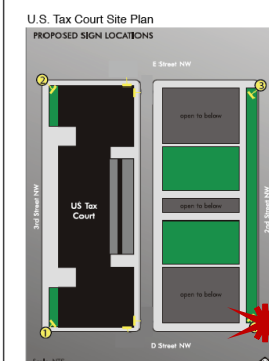 U.S. Tax Court Site Plan
PROPOSED SIGN LOCATIONS
E Street NW
2
3
open to below
3rd Street NW
US Tax
Court
open to below
2nd Street NW
open to below
1
D Street NW